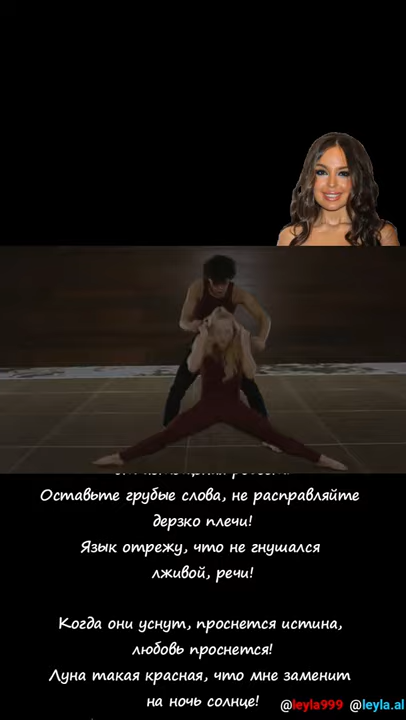 Оставьте грубые слова, не расправляйте
дерзко плечи!
Язык отрежу, что не гнушался
лживой, речи!
Когда они уснут, проснется истина,
любовь проснется!
Луна такая красная, что мне заменит
на ночь солнце!
@leyla999 @leyla.al